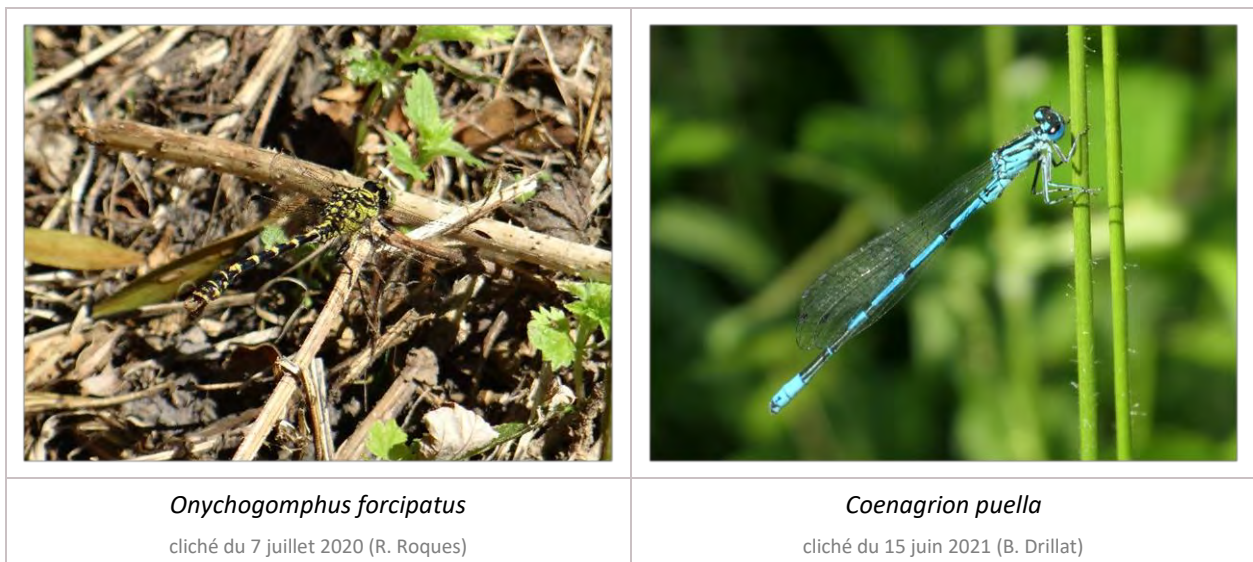 Onychogomphus forcipatus
cliché du 7 juillet 2020 (R. Roques)
Coenagrion puella
cliché du 15 juin 2021 (B. Drillat)